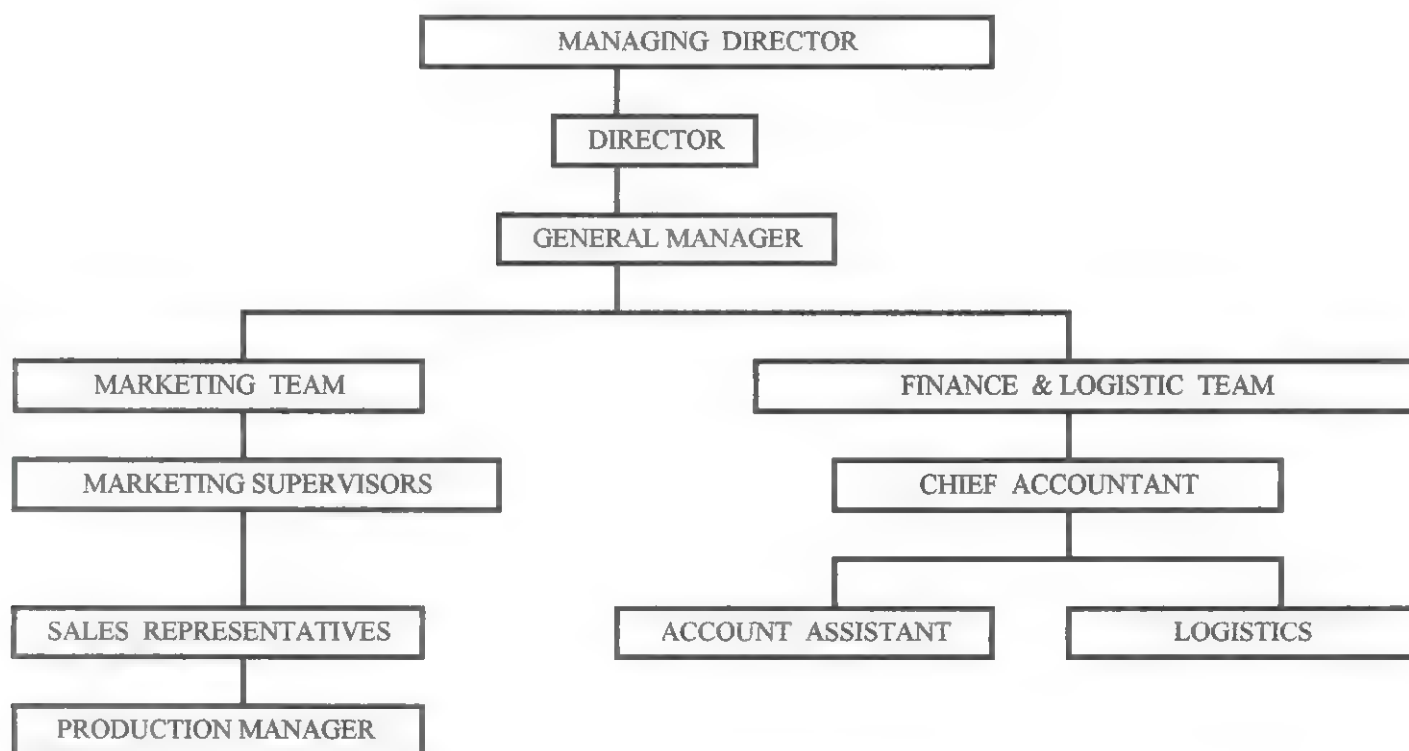 MANAGING DIRECTOR
DIRECTOR
GENERAL MANAGER
MARKETING TEAM
FINANCE & LOGISTIC TEAM
MARKETING SUPERVISORS
CHIEF ACCOUNTANT
SALES REPRESENTATIVES
ACCOUNT ASSISTANT
LOGISTICS
PRODUCTION MANAGER